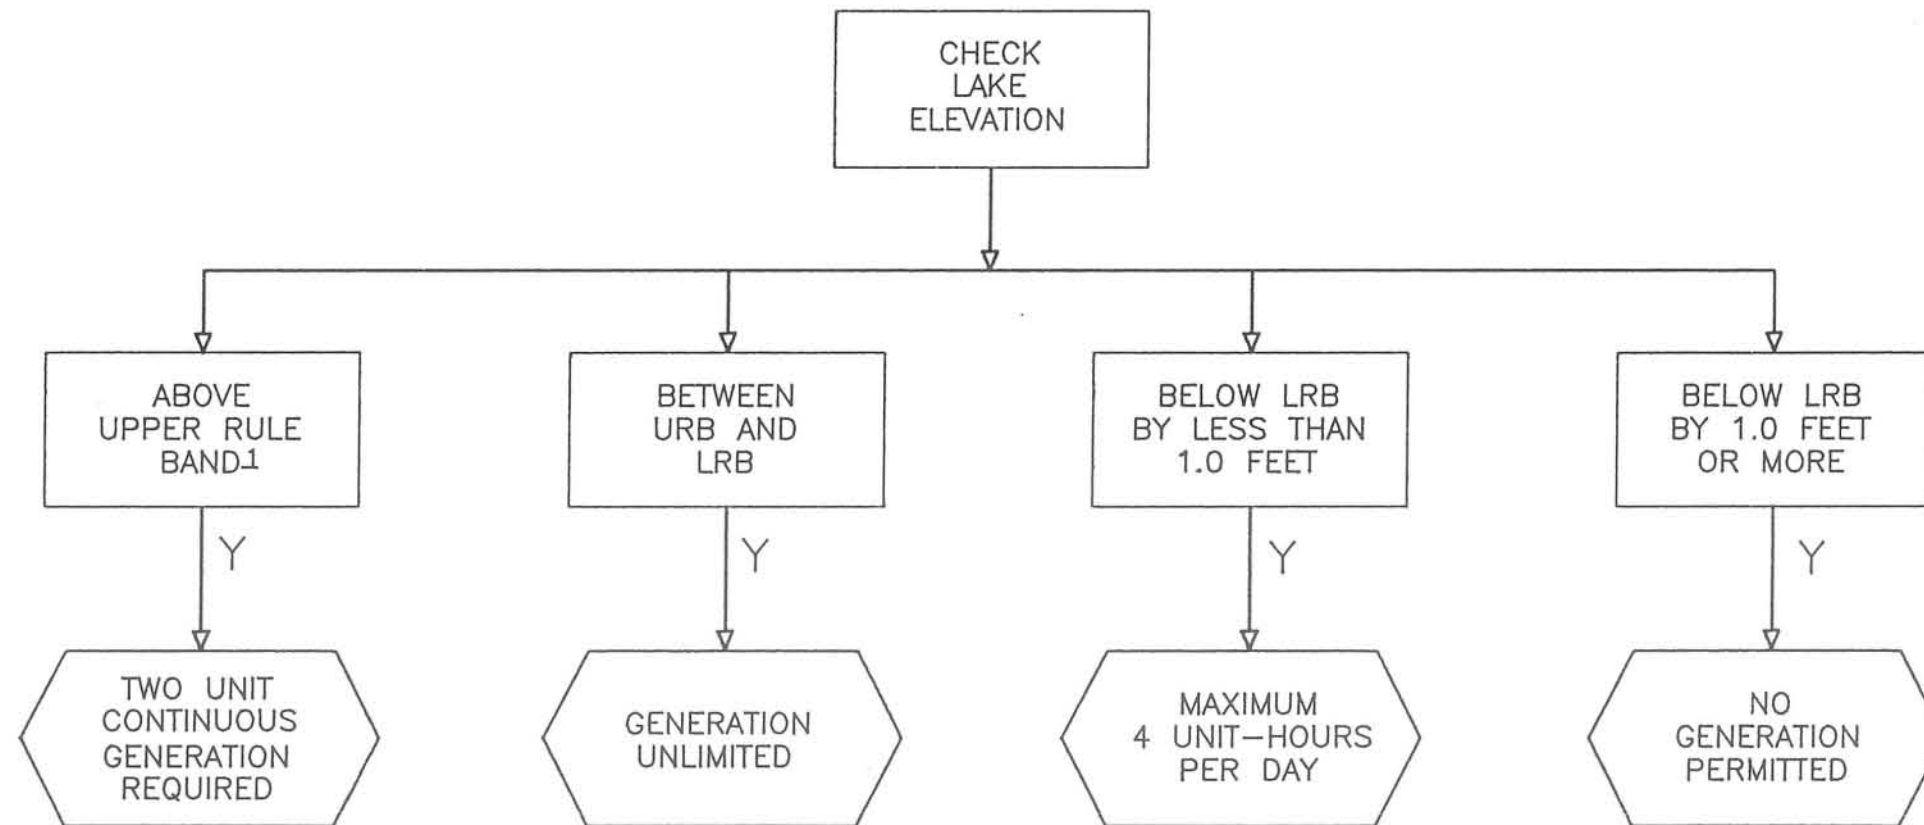 CHECK
LAKE
ELEVATION
ABOVE
UPPER RULE
BAND1
BETWEEN
URB AND
LRB
BELOW LRB
BY LESS THAN
1.0 FEET
BELOW LRB
BY 1.0 FEET
OR MORE
Y
Y
Y
Y
TWO UNIT
CONTINUOUS
GENERATION
REQUIRED
GENERATION
UNLIMITED
MAXIMUM
4 UNIT-HOURS
PER DAY
NO
GENERATION
PERMITTED